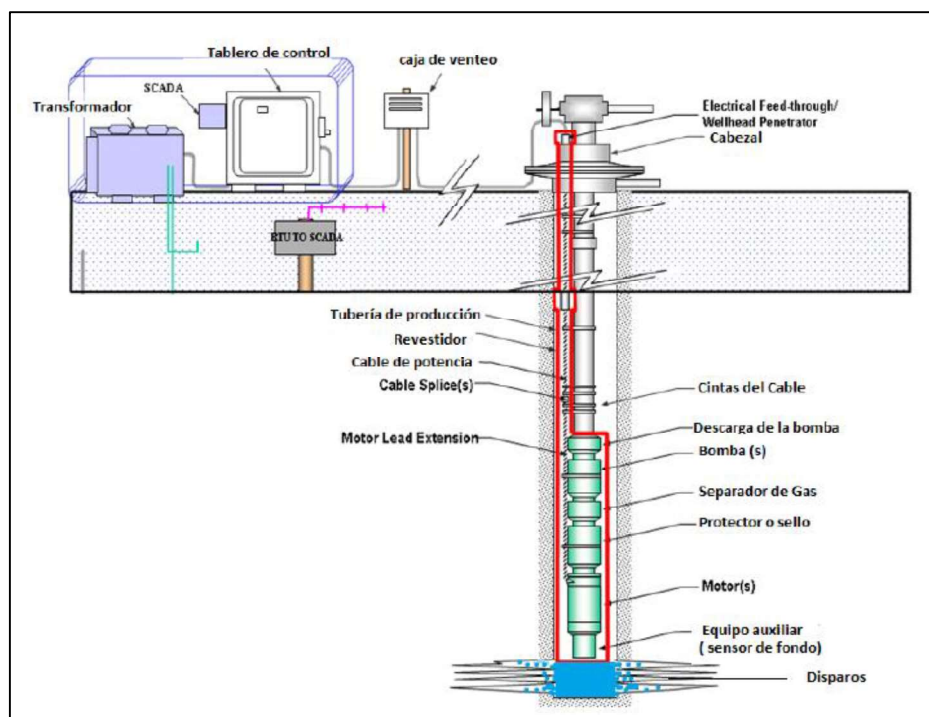 Tablero de control
caja de venteo
SCADA
Transformador
Electrical Feed-through/
Wellhead Penetrator
Cabezal
RTUTO SCADA
Tubería de producción
Revestidor
Cable de potencia
Cable Splice(s)
Cintas del Cable
Descarga de la bomba
Motor Lead Extension
Bomba (s)
Separador de Gas
Protector o sello
Motor(s)
Equipo auxiliar
( sensor de fondo)
Disparos